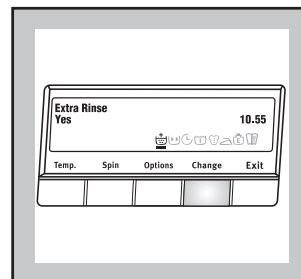 Extra Rinse
Yes 10.55
Temp. Spin Options Change Exit